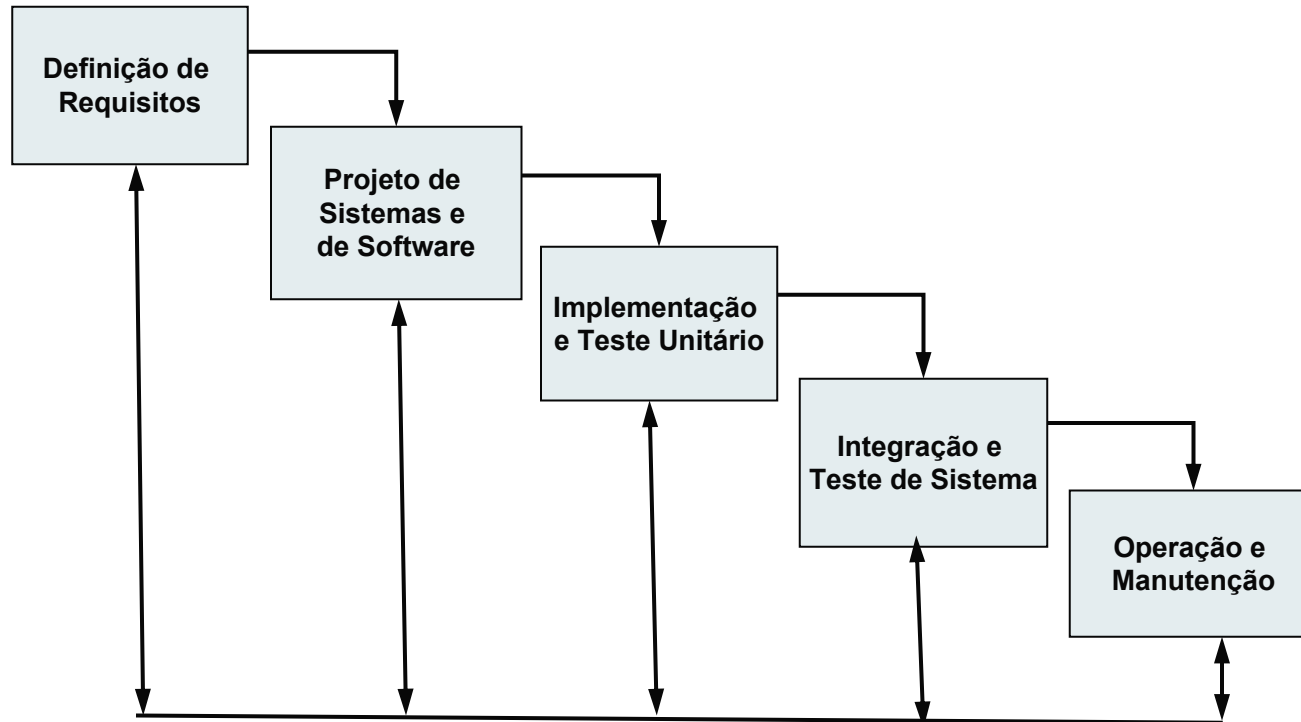 Definição de
Requisitos
Projeto de
Sistemas e
de Software
Implementação
e Teste Unitário
Integração e
Teste de Sistema
Operação e
Manutenção